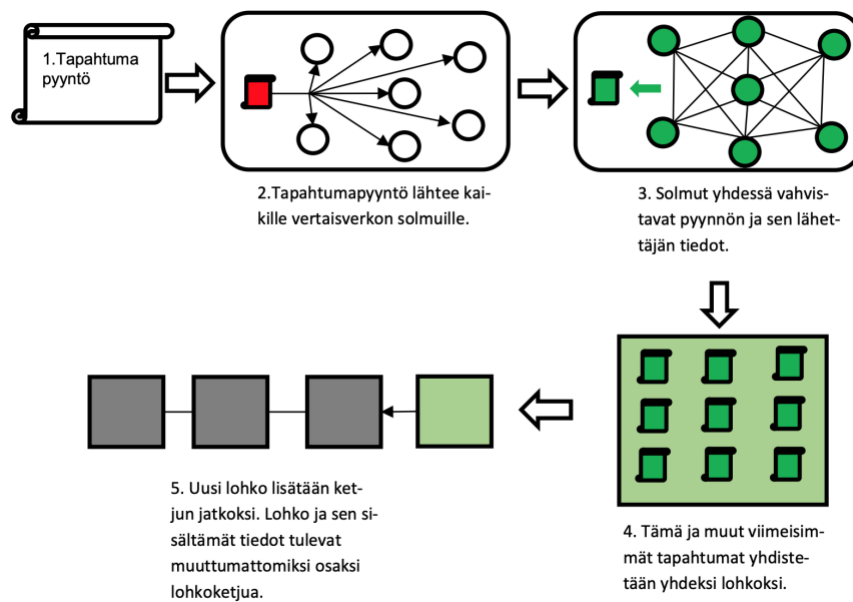 1.Tapahtuma
pyyntö
2.Tapahtumapyyntö lähtee kai-
kille vertaisverkon solmuille.
3. Solmut yhdessä vahvis-
tavat pyynnön ja sen lähet-
täjän tiedot.
4. Tämä ja muut viimeisim-
mät tapahtumat yhdiste-
tään yhdeksi lohkoksi.
5. Uusi lohko lisätään ket-
jun jatkoksi. Lohko ja sen si-
sältämät tiedot tulevat
muuttumattomiksi osaksi
lohkoketjua.